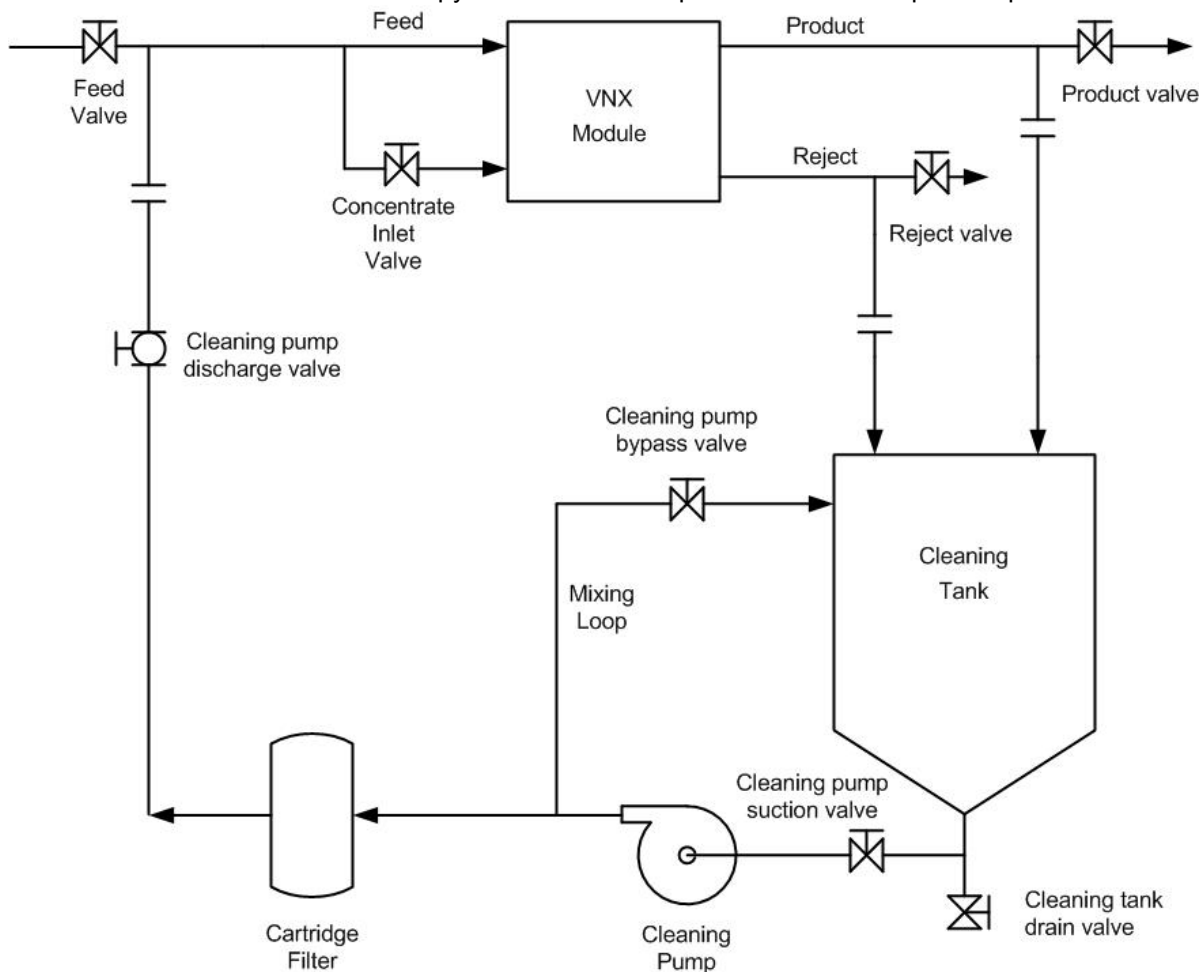 Feed
Product
Feed
Valve
VNX
Module
Product valve
Reject
Concentrate
Inlet
Valve
Reject valve
Cleaning pump
discharge valve
Cleaning pump
bypass valve
Cleaning
Tank
Mixing
Loop
Cleaning pump
suction valve
Cleaning tank
drain valve
Cartridge
Filter
Cleaning
Pump